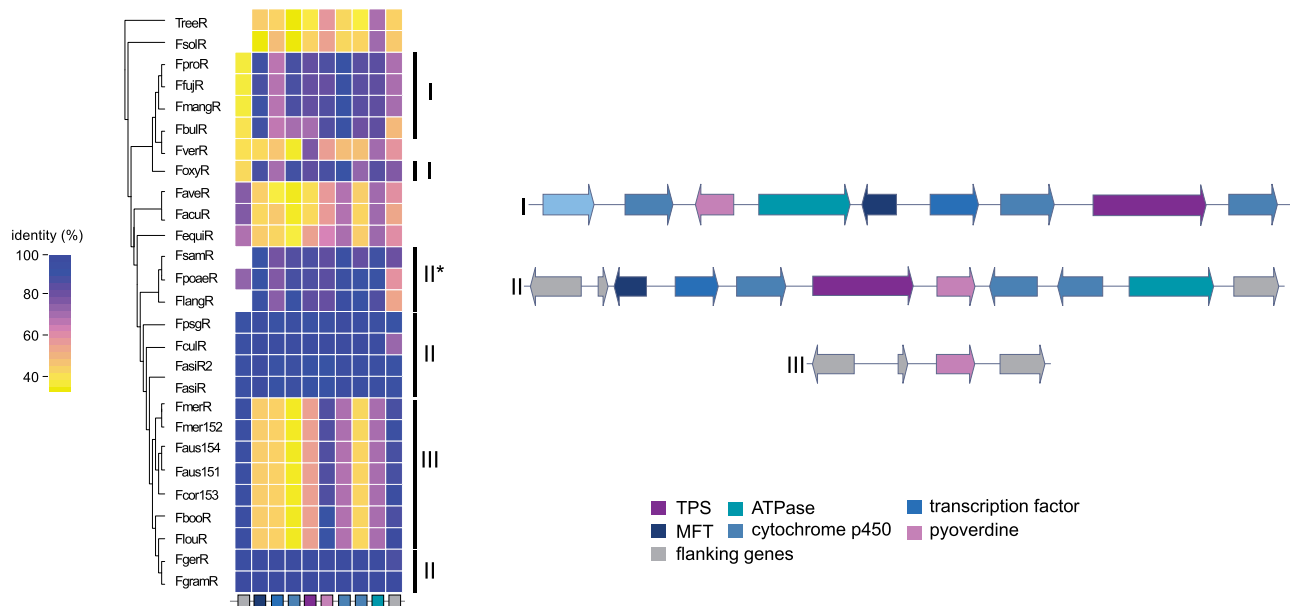 TreeR
FsolR
FproR
FfujR
FmangR
FbulR
FverR
FoxyR
FaveR
FacuR
FequiR
FsamR
FpoaeR
FlangR
FpsgR
FculR
FasiR2
FasiR
FmerR
Fmer152
Faus154
Faus151
Fcor153
FbooR
FlouR
FgerR
FgramR
identity (%)
100
80
60
40
I
I
II*
II
III
II
I
II
III
TPS
ATPase
transcription factor
MFT
cytochrome p450
pyoverdine
flanking genes